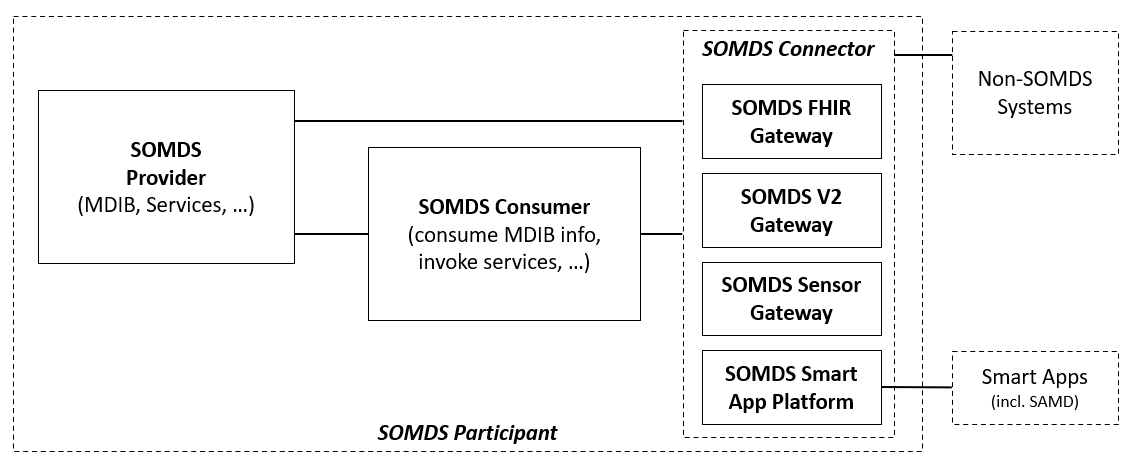 SOMDS Connector
Non-SOMDS
Systems
SOMDS FHIR
Gateway
SOMDS
Provider
(MDIB, Services, …)
SOMDS Consumer
(consume MDIB info,
invoke services, …)
SOMDS V2
Gateway
SOMDS Sensor
Gateway
SOMDS Smart
App Platform
Smart Apps
(incl. SAMD)
SOMDS Participant